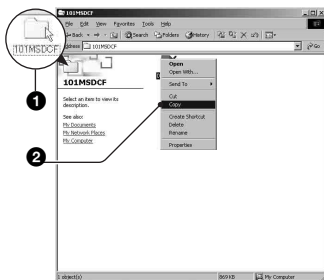 101MSDCF
File Edit View Favorites Tools Help
Back Search Folders History
Address 101MSDCF Go
101MSDCF
101MSDCF
Select an item to view its
description.
See also:
My Documents
My Network Places
My Computer
Open
Open With...
Send To
Cut
Copy
Create Shortcut
Delete
Rename
Properties
1
2
1 object(s) 869 KB My Computer